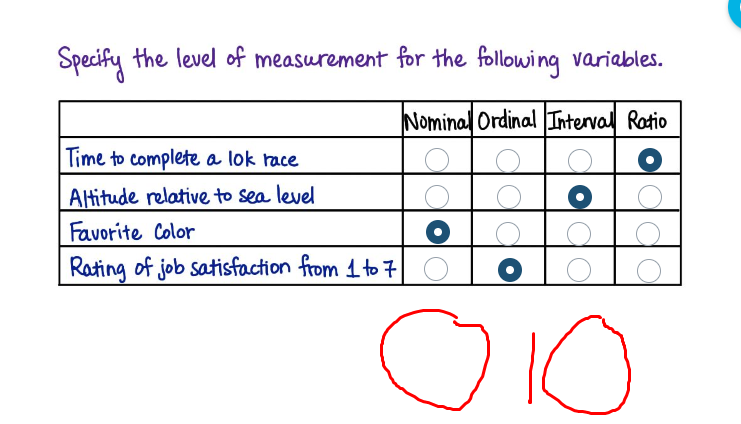 Specify the level of measurement for the following variables.
Nominal Ordinal Interval Ratio
Time to complete a 10k race
Altitude relative to sea level
Favorite Color
Rating of job satisfaction from 1 to 7
0 10